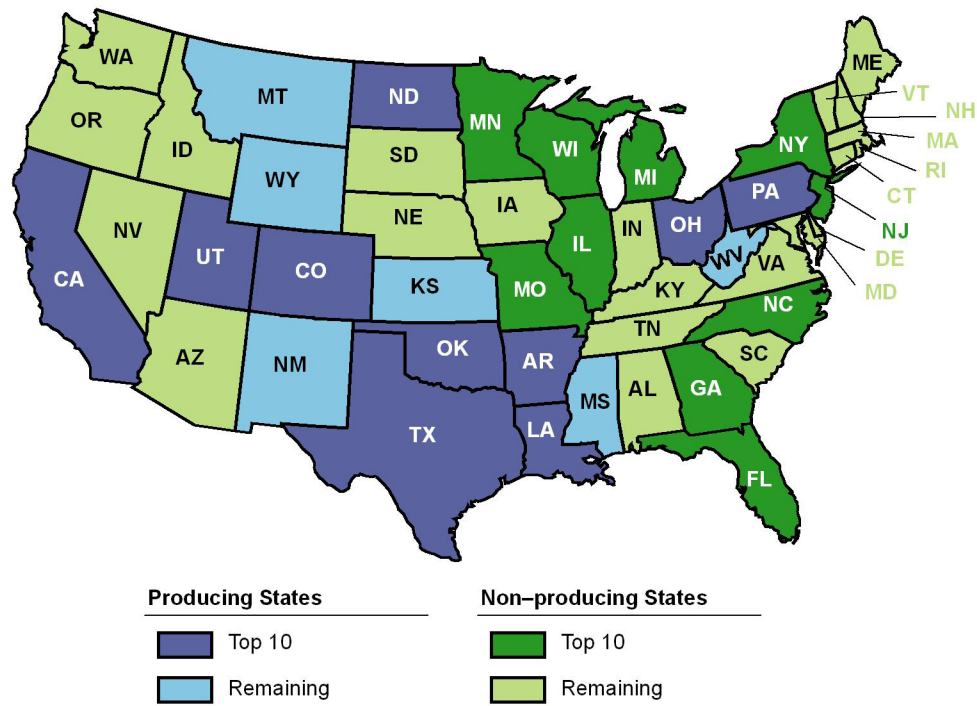 WA
ME
MT
ND
VT
MN
NH
OR
MA
WI
NY
ID
SD
RI
WY
MI
PA
CT
NE
IA
NV
IN
OH
NJ
UT
IL
CA
CO
WV
VA
DE
KS
MO
KY
MD
NC
TN
AZ
NM
OK
AR
SC
AL
GA
MS
TX
LA
FL
Producing States
Top 10
Remaining
Non–producing States
Top 10
Remaining